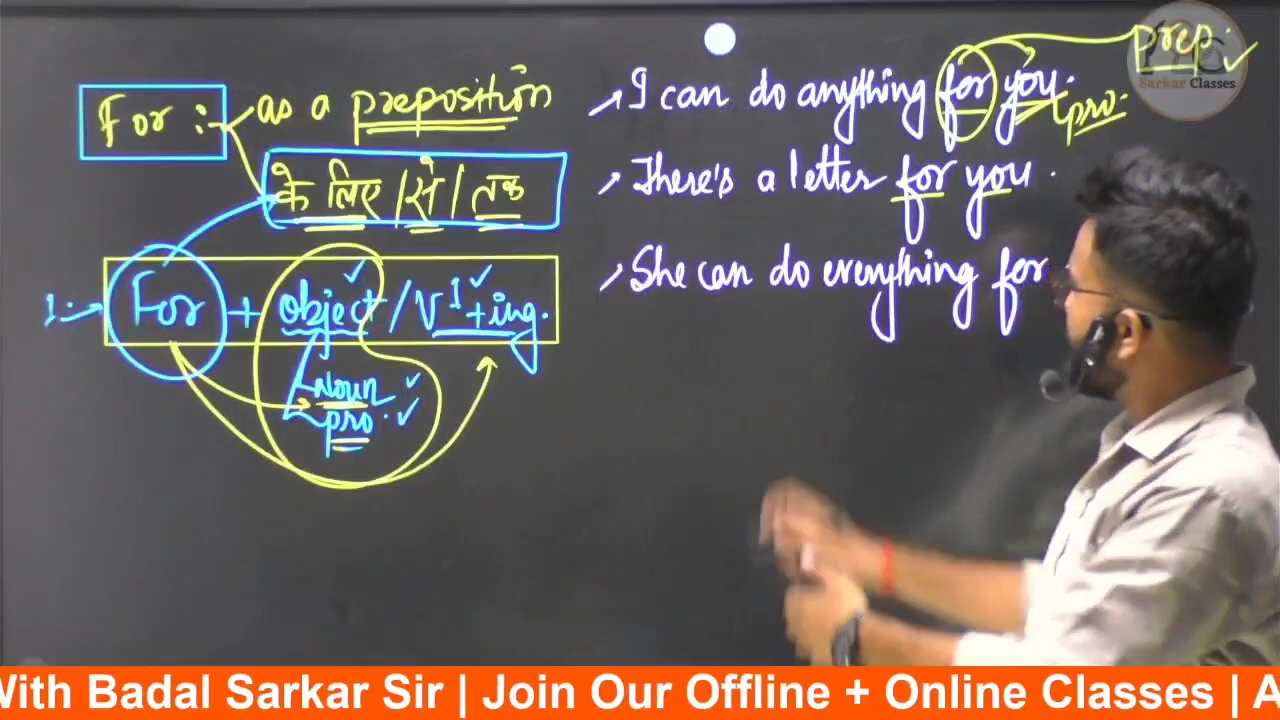 For :- as a preposition
के लिए / से / तक
1. → For + object / V1 + ing.
Noun
pro.
→ I can do anything for you.
prep.
pro:
→ There's a letter for you.
→ She can do everything for
Sarkar Classes
With Badal Sarkar Sir | Join Our Offline + Online Classes | A